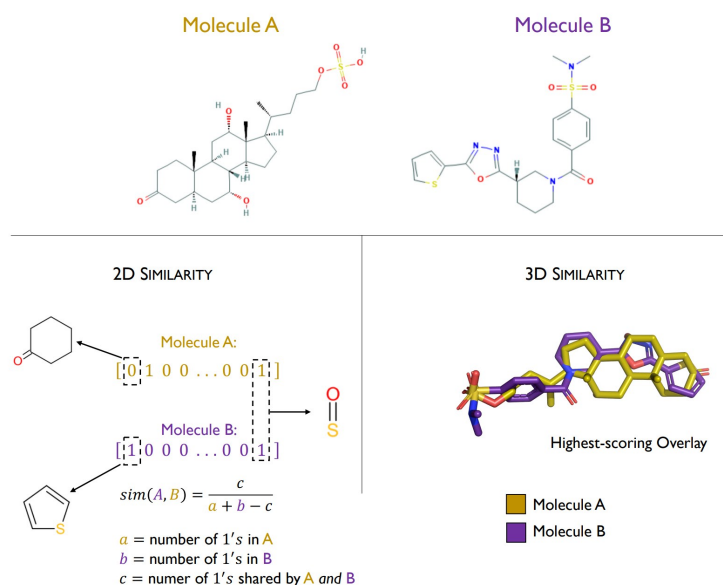 Molecule A
Molecule B
O
S
O
O
H
O
H
O
H
H
H
H
H
O
O
H
N
O
S
O
N
N
S
O
H
N
O
2D SIMILARITY
3D SIMILARITY
O
Molecule A:
[0 1 0 0 0 ... 0 0 1]
O
S
Molecule B:
[1 0 0 0 0 ... 0 0 1]
S
sim(A, B) = c / (a + b − c)
a = number of 1's in A
b = number of 1's in B
c = numer of 1's shared by A and B
Highest-scoring Overlay
Molecule A
Molecule B